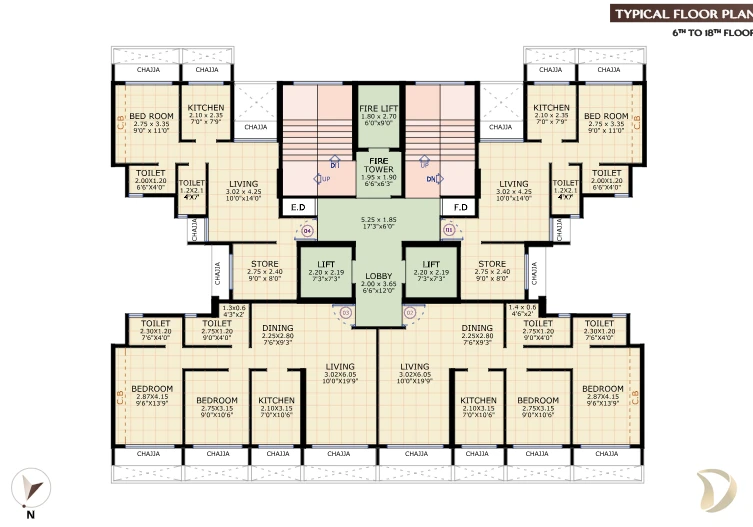 TYPICAL FLOOR PLAN
6TH TO 18TH FLOOR
CHAJJA
CHAJJA
CHAJJA
CHAJJA
BED ROOM
2.75 x 3.35
9'0" x 11'0"
C.B
KITCHEN
2.10 x 2.35
7'0" x 7'9"
CHAJJA
FIRE LIFT
1.80 x 2.70
6'0"x9'0"
CHAJJA
KITCHEN
2.10 x 2.35
7'0" x 7'9"
BED ROOM
2.75 x 3.35
9'0" x 11'0"
C.B
DN
UP
FIRE
TOWER
1.95 x 1.90
6'6"x6'3"
UP
DN
TOILET
2.00X1.20
6'6"X4'0"
TOILET
1.2X2.1
4'X7'
LIVING
3.02 x 4.25
10'0"x14'0"
LIVING
3.02 x 4.25
10'0"x14'0"
TOILET
1.2X2.1
4'X7'
TOILET
2.00X1.20
6'6"X4'0"
E.D
F.D
CHAJJA
04
5.25 x 1.85
17'3"x6'0"
01
CHAJJA
CHAJJA
STORE
2.75 x 2.40
9'0" x 8'0"
LIFT
2.20 x 2.19
7'3"x7'3"
LOBBY
2.00 x 3.65
6'6"x12'0"
LIFT
2.20 x 2.19
7'3"x7'3"
STORE
2.75 x 2.40
9'0" x 8'0"
CHAJJA
1.3x0.6
4'3"x2'
1.4 x 0.6
4'6"x2'
03
02
TOILET
2.30X1.20
7'6"X4'0"
TOILET
2.75X1.20
9'0"X4'0"
DINING
2.25X2.80
7'6"X9'3"
DINING
2.25X2.80
7'6"X9'3"
TOILET
2.75X1.20
9'0"X4'0"
TOILET
2.30X1.20
7'6"X4'0"
C.B
BEDROOM
2.87X4.15
9'6"X13'9"
BEDROOM
2.75X3.15
9'0"X10'6"
KITCHEN
2.10X3.15
7'0"X10'6"
LIVING
3.02X6.05
10'0"X19'9"
LIVING
3.02X6.05
10'0"X19'9"
KITCHEN
2.10X3.15
7'0"X10'6"
BEDROOM
2.75X3.15
9'0"X10'6"
BEDROOM
2.87X4.15
9'6"X13'9"
C.B
CHAJJA
CHAJJA
CHAJJA
CHAJJA
CHAJJA
CHAJJA
CHAJJA
CHAJJA
N